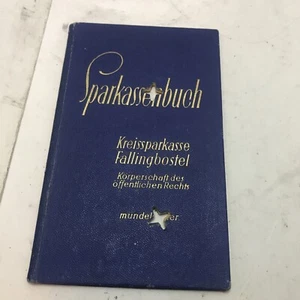 Sparkassenbuch
Kreissparkasse
Fallingbostel
Körperschaft des
öffentlichen Rechts